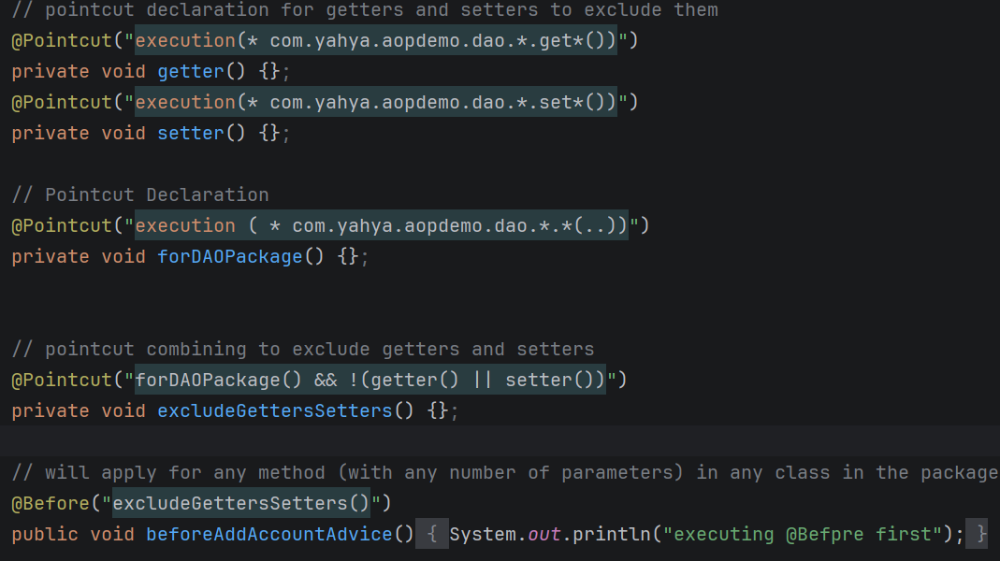 // pointcut declaration for getters and setters to exclude them
@Pointcut("execution(* com.yahya.aopdemo.dao.*.get*())")
private void getter() {};
@Pointcut("execution(* com.yahya.aopdemo.dao.*.set*())")
private void setter() {};
// Pointcut Declaration
@Pointcut("execution ( * com.yahya.aopdemo.dao.*.*(..))")
private void forDAOPackage() {};
// pointcut combining to exclude getters and setters
@Pointcut("forDAOPackage() && !(getter() || setter())")
private void excludeGettersSetters() {};
// will apply for any method (with any number of parameters) in any class in the package
@Before("excludeGettersSetters()")
public void beforeAddAccountAdvice() { System.out.println("executing @Befpre first"); }